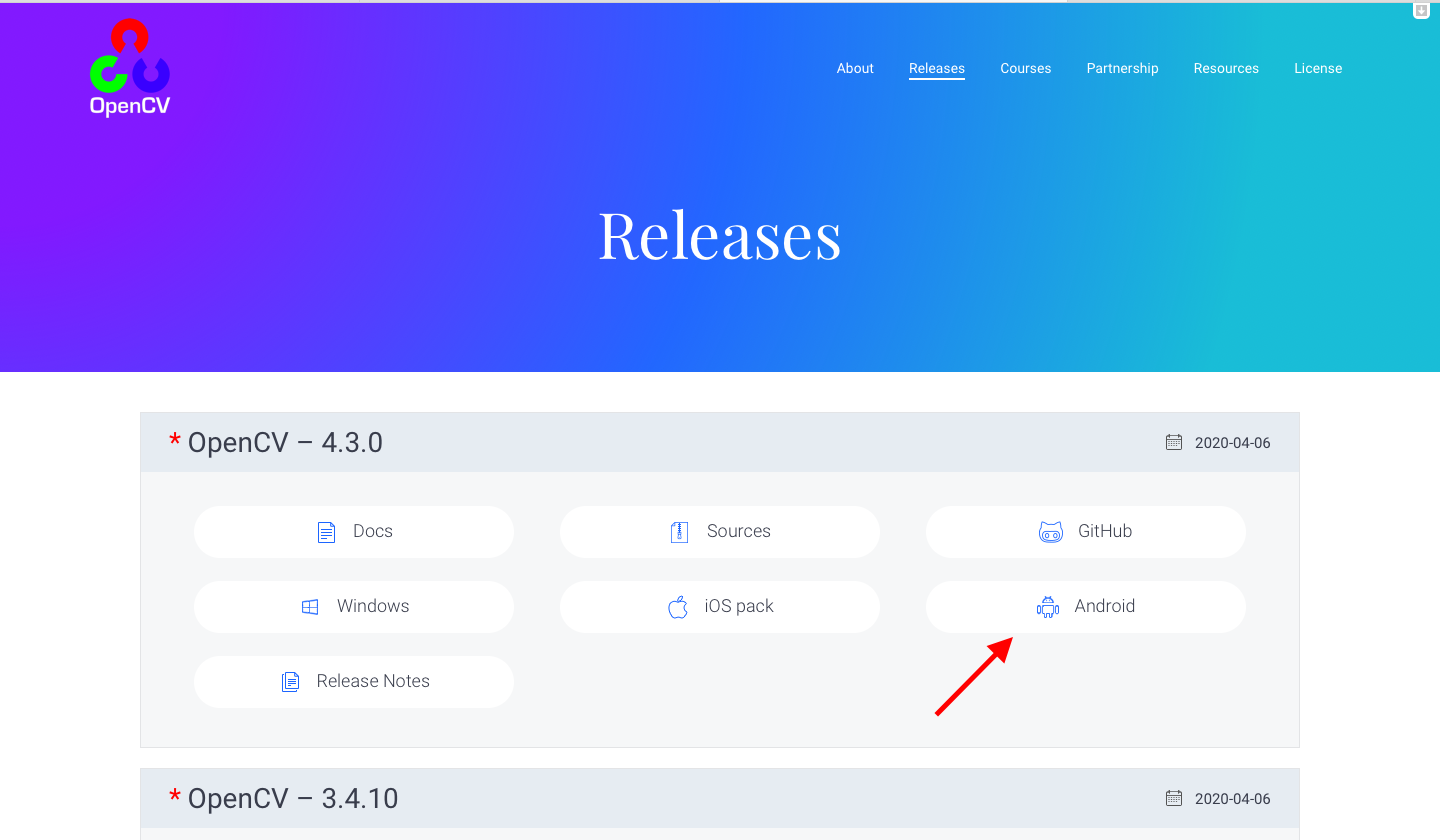 OpenCV
About Releases Courses Partnership Resources License
Releases
* OpenCV – 4.3.0 2020-04-06
Docs Sources GitHub
Windows iOS pack Android
Release Notes
* OpenCV – 3.4.10 2020-04-06